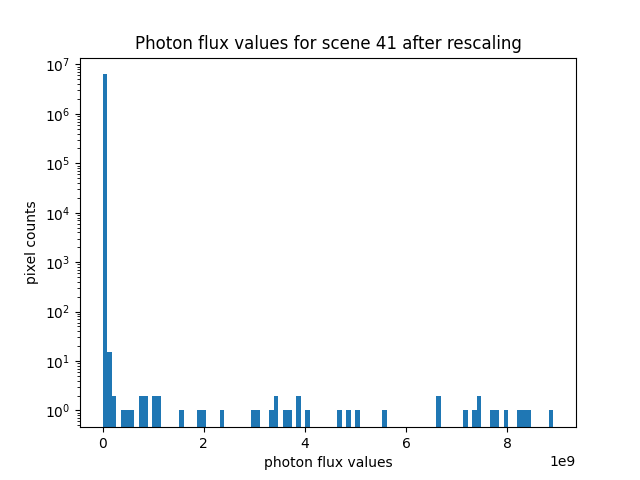 Photon flux values for scene 41 after rescaling
10⁷
10⁶
10⁵
10⁴
10³
10²
10¹
10⁰
pixel counts
0 2 4 6 8
1e9
photon flux values